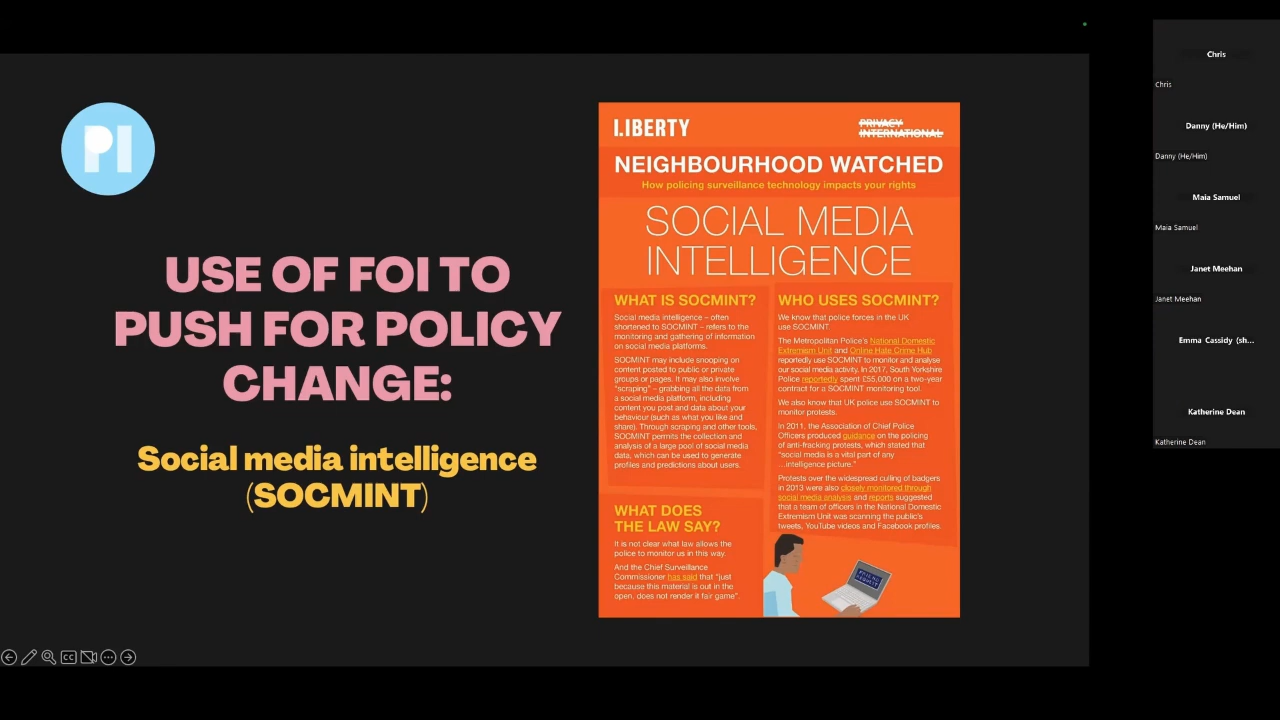 PI
USE OF FOI TO
PUSH FOR POLICY
CHANGE:
Social media intelligence
(SOCMINT)
LIBERTY
PRIVACY
INTERNATIONAL
NEIGHBOURHOOD WATCHED
How policing surveillance technology impacts your rights
SOCIAL MEDIA
INTELLIGENCE
WHAT IS SOCMINT?
Social media intelligence – often
shortened to SOCMINT – refers to the
monitoring and gathering of information
on social media platforms.
SOCMINT may include snooping on
content posted to public or private
groups or pages. It may also involve
“scraping” – grabbing all the data from
a social media platform, including
content you post and data about your
behaviour (such as what you like and
share). Through scraping and other tools,
SOCMINT permits the collection and
analysis of a large pool of social media
data, which can be used to generate
profiles and predictions about users.
WHAT DOES
THE LAW SAY?
It is not clear what law allows the
police to monitor us in this way.
And the Chief Surveillance
Commissioner has said that “just
because this material is out in the
open, does not render it fair game”.
WHO USES SOCMINT?
We know that police forces in the UK
use SOCMINT.
The Metropolitan Police’s National Domestic
Extremism Unit and Online Hate Crime Hub
reportedly use SOCMINT to monitor and analyse
our social media activity. In 2017, South Yorkshire
Police reportedly spent £55,000 on a two-year
contract for a SOCMINT monitoring tool.
We also know that UK police use SOCMINT to
monitor protests.
In 2011, the Association of Chief Police
Officers produced guidance on the policing
of anti-fracking protests, which stated that
“social media is a vital part of any
…intelligence picture.”
Protests over the widespread culling of badgers
in 2013 were also closely monitored through
social media analysis and reports suggested
that a team of officers in the National Domestic
Extremism Unit was scanning the public’s
tweets, YouTube videos and Facebook profiles.
CC
Chris
Chris
Danny (He/Him)
Danny (He/Him)
Maia Samuel
Maia Samuel
Janet Meehan
Janet Meehan
Emma Cassidy (sh...
Katherine Dean
Katherine Dean